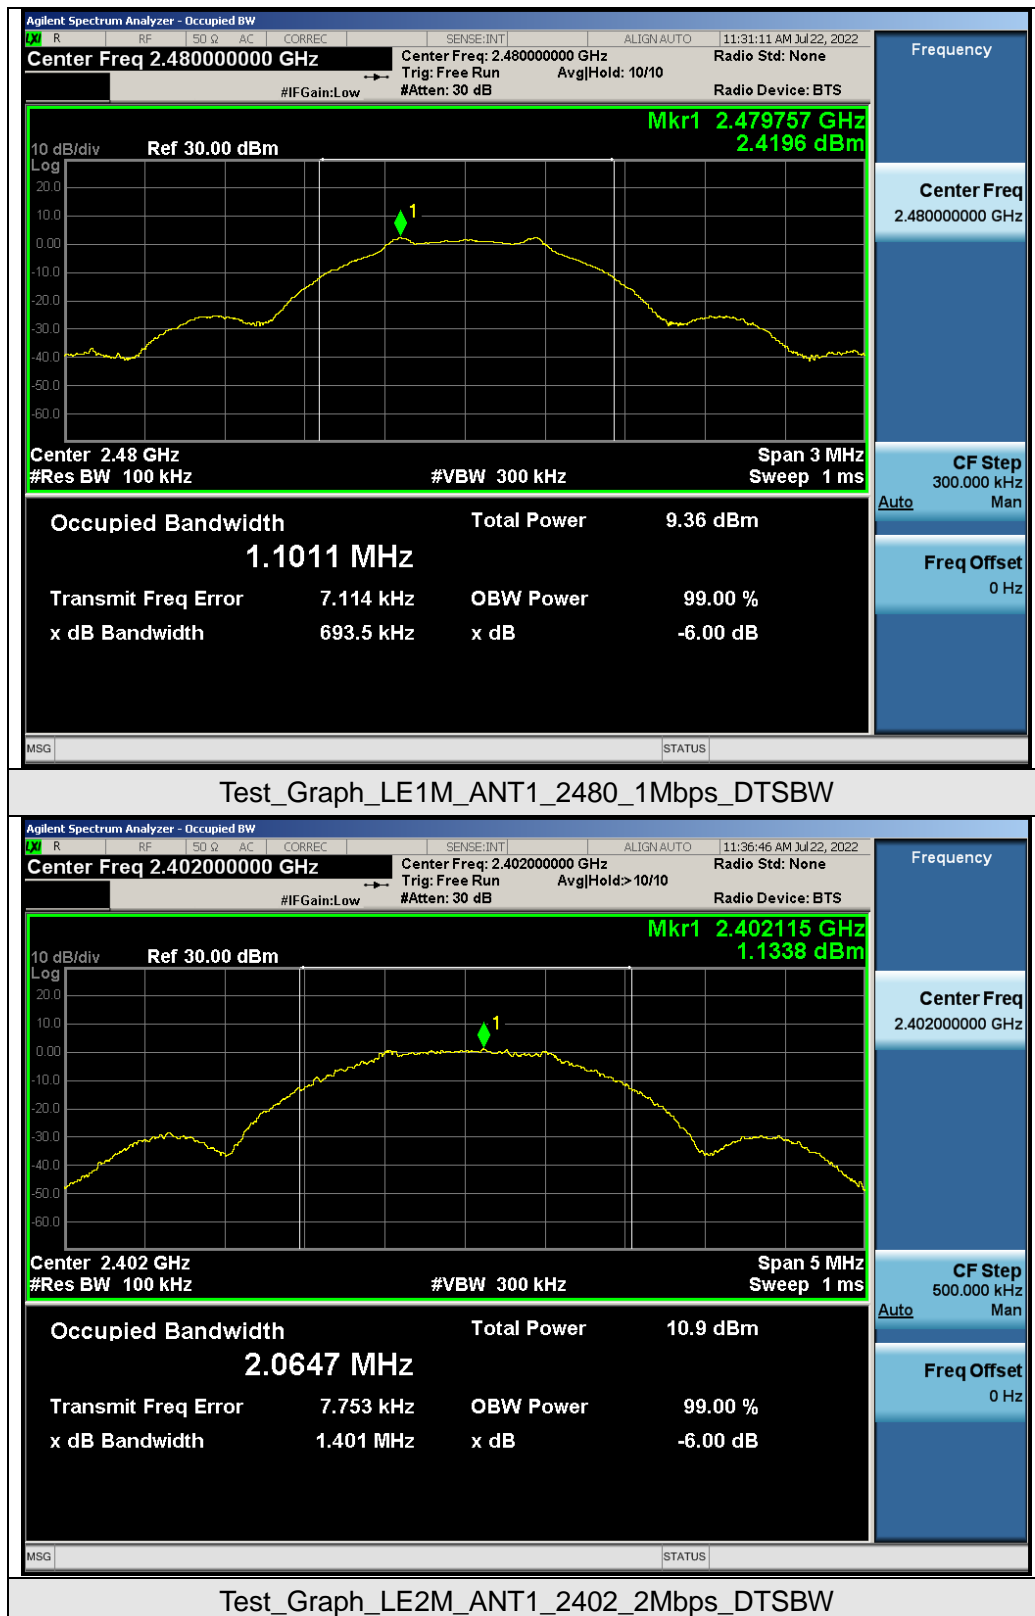 Agilent Spectrum Analyzer - Occupied BW
LXI R RF 50 Ω AC CORREC SENSE:INT ALIGN AUTO 11:31:11 AM Jul 22, 2022
Center Freq 2.480000000 GHz Center Freq: 2.480000000 GHz Radio Std: None
Trig: Free Run Avg|Hold: 10/10
#IFGain:Low #Atten: 30 dB Radio Device: BTS
Frequency
Mkr1 2.479757 GHz
2.4196 dBm
10 dB/div Ref 30.00 dBm
Log
20.0
10.0
0.00
-10.0
-20.0
-30.0
-40.0
-50.0
-60.0
1
Center 2.48 GHz Span 3 MHz
#Res BW 100 kHz #VBW 300 kHz Sweep 1 ms
Occupied Bandwidth Total Power 9.36 dBm
1.1011 MHz
Transmit Freq Error 7.114 kHz OBW Power 99.00 %
x dB Bandwidth 693.5 kHz x dB -6.00 dB
Center Freq
2.480000000 GHz
CF Step
300.000 kHz
Auto Man
Freq Offset
0 Hz
MSG STATUS
Test_Graph_LE1M_ANT1_2480_1Mbps_DTSBW
Agilent Spectrum Analyzer - Occupied BW
LXI R RF 50 Ω AC CORREC SENSE:INT ALIGN AUTO 11:36:46 AM Jul 22, 2022
Center Freq 2.402000000 GHz Center Freq: 2.402000000 GHz Radio Std: None
Trig: Free Run Avg|Hold:>10/10
#IFGain:Low #Atten: 30 dB Radio Device: BTS
Frequency
Mkr1 2.402115 GHz
1.1338 dBm
10 dB/div Ref 30.00 dBm
Log
20.0
10.0
0.00
-10.0
-20.0
-30.0
-40.0
-50.0
-60.0
1
Center 2.402 GHz Span 5 MHz
#Res BW 100 kHz #VBW 300 kHz Sweep 1 ms
Occupied Bandwidth Total Power 10.9 dBm
2.0647 MHz
Transmit Freq Error 7.753 kHz OBW Power 99.00 %
x dB Bandwidth 1.401 MHz x dB -6.00 dB
Center Freq
2.402000000 GHz
CF Step
500.000 kHz
Auto Man
Freq Offset
0 Hz
MSG STATUS
Test_Graph_LE2M_ANT1_2402_2Mbps_DTSBW